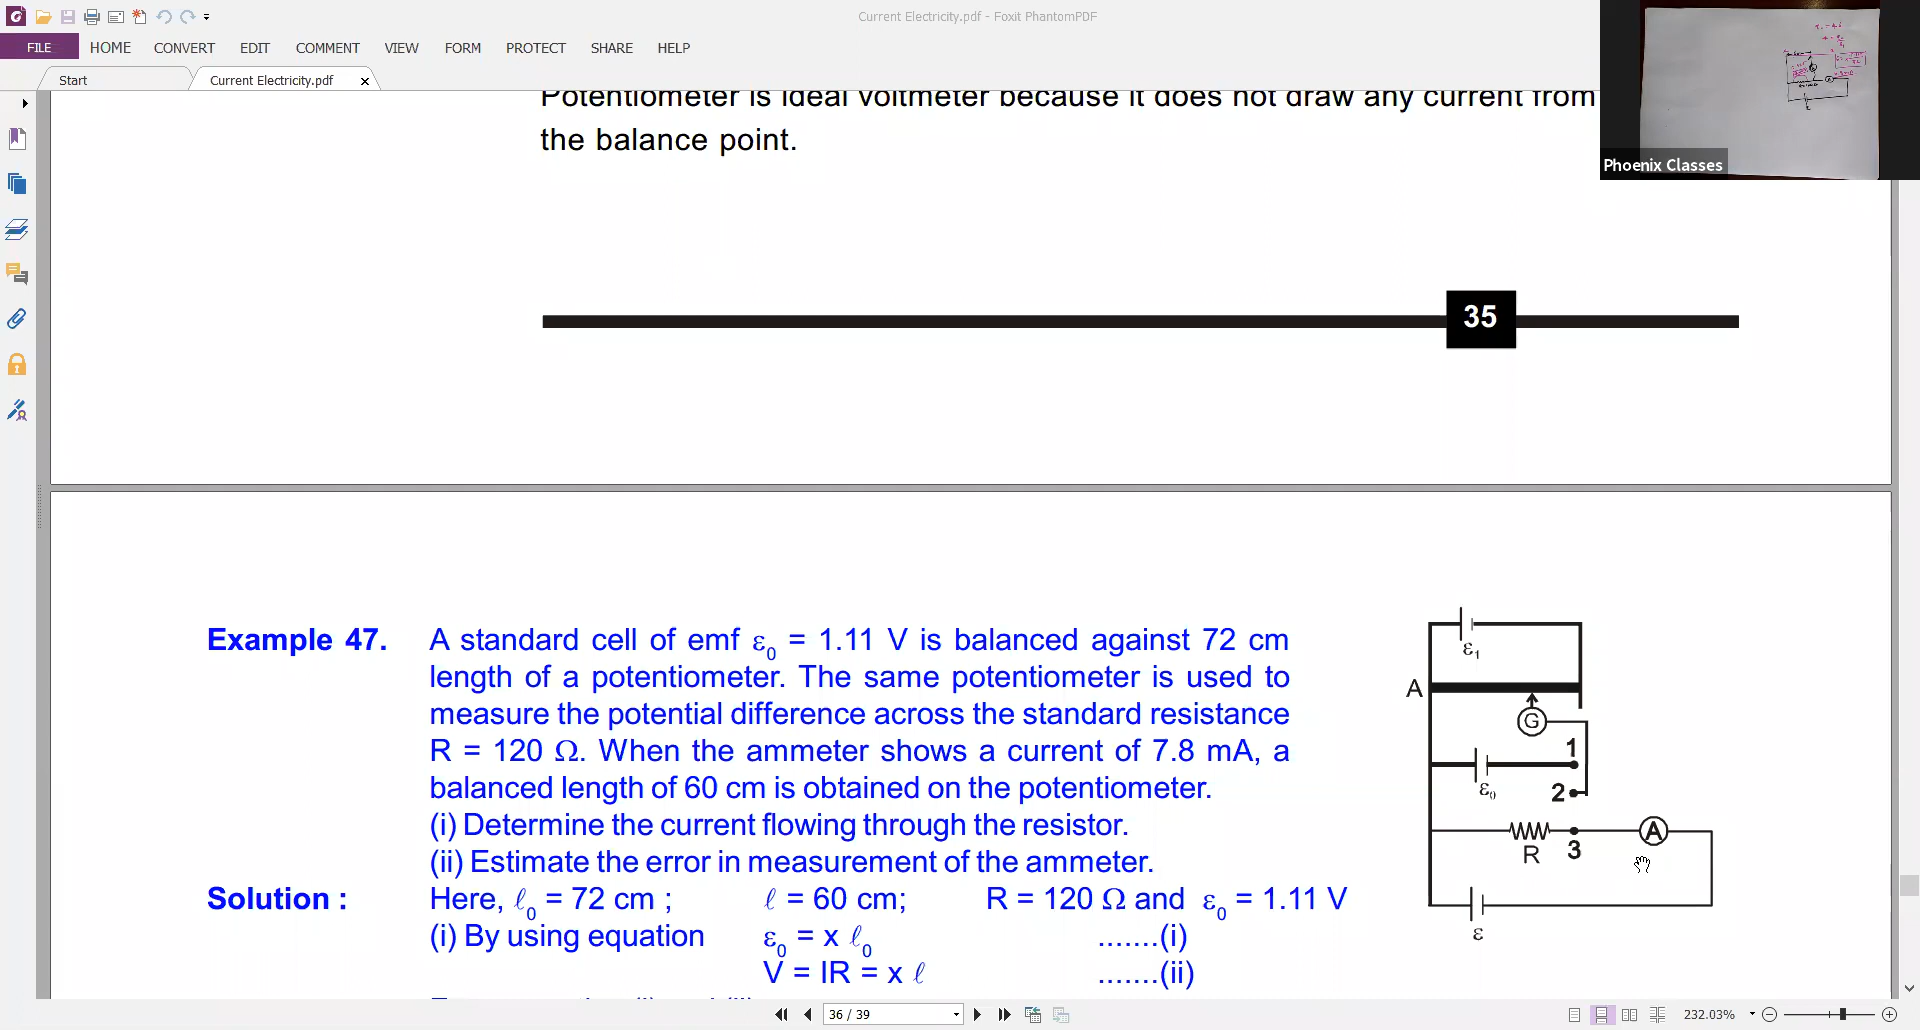 Current Electricity.pdf - Foxit PhantomPDF
FILE HOME CONVERT EDIT COMMENT VIEW FORM PROTECT SHARE HELP
Start Current Electricity.pdf x
Potentiometer is ideal voltmeter because it does not draw any current from
the balance point.
Phoenix Classes
35
Example 47. A standard cell of emf ε₀ = 1.11 V is balanced against 72 cm
length of a potentiometer. The same potentiometer is used to
measure the potential difference across the standard resistance
R = 120 Ω. When the ammeter shows a current of 7.8 mA, a
balanced length of 60 cm is obtained on the potentiometer.
(i) Determine the current flowing through the resistor.
(ii) Estimate the error in measurement of the ammeter.
Solution : Here, ℓ₀ = 72 cm ; ℓ = 60 cm; R = 120 Ω and ε₀ = 1.11 V
(i) By using equation ε₀ = x ℓ₀ .......(i)
V = IR = x ℓ .......(ii)
ε₁
A
G
1
ε₀
2
A
R
3
ε
36 / 39
232.03%